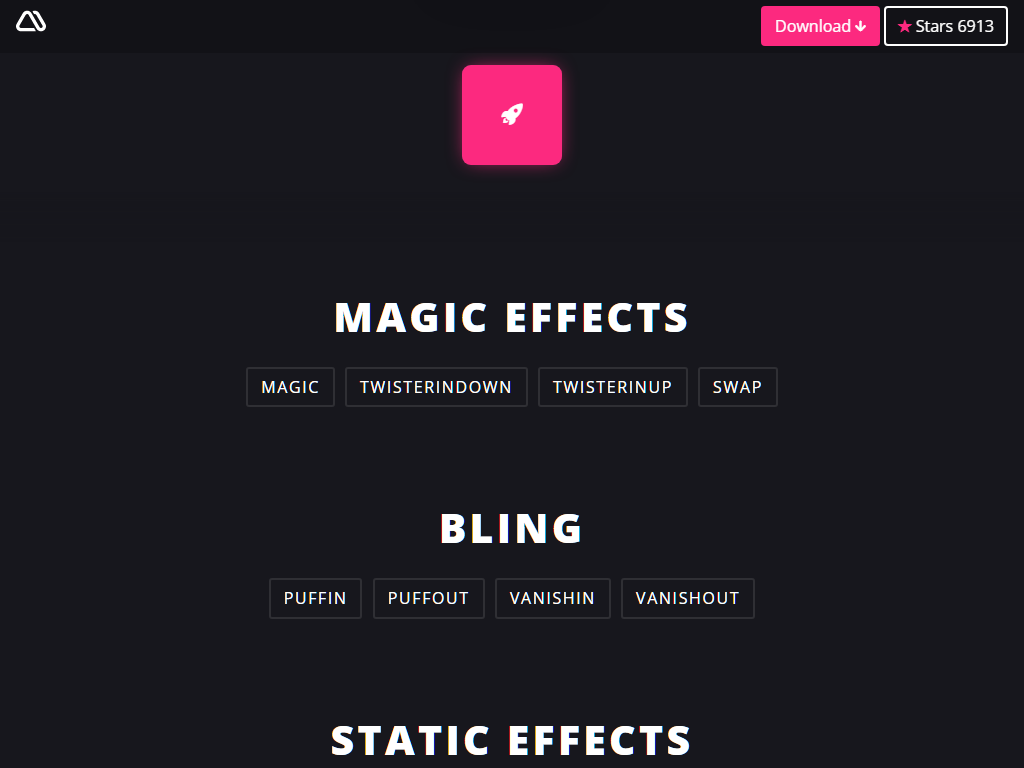 Download
Stars 6913
MAGIC EFFECTS
MAGIC TWISTERINDOWN TWISTERINUP SWAP
BLING
PUFFIN PUFFOUT VANISHIN VANISHOUT
STATIC EFFECTS